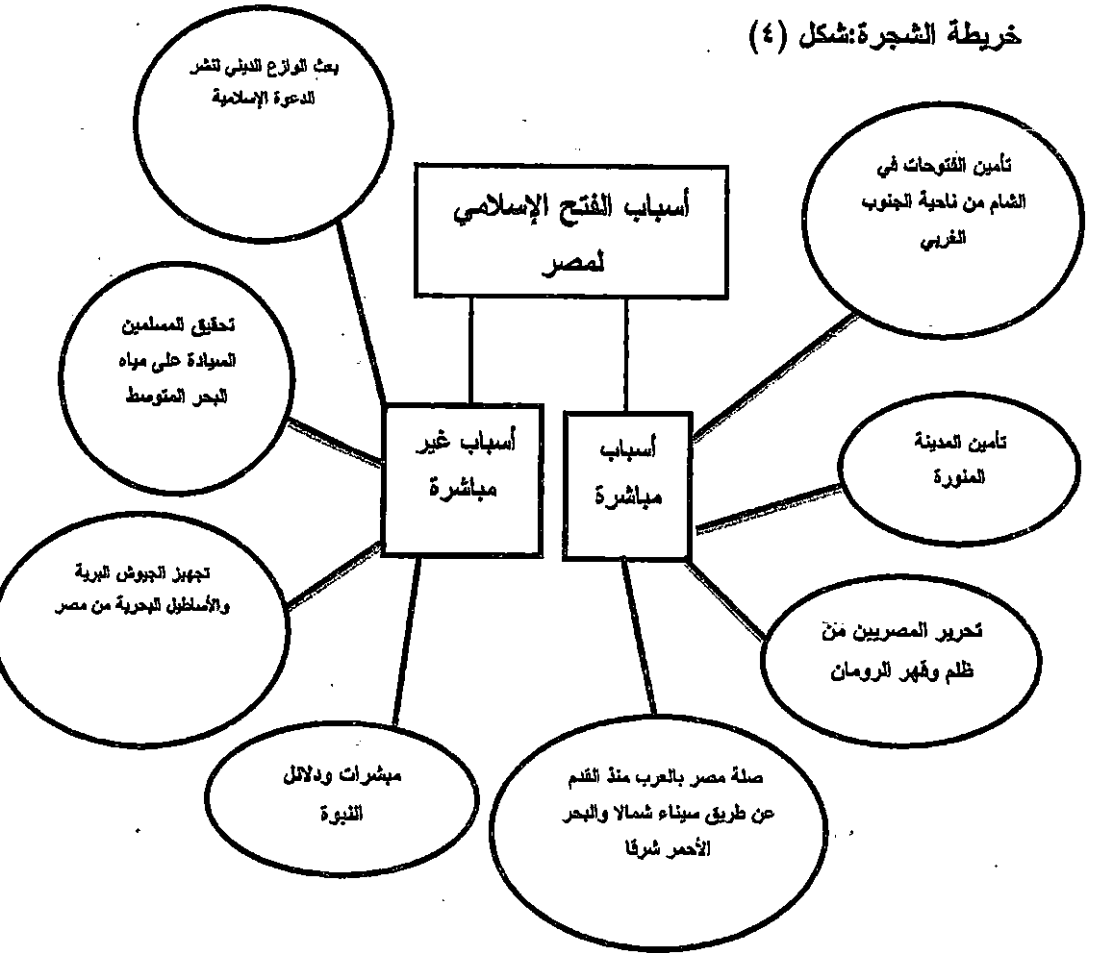 خريطة الشجرة:شكل (٤)
أسباب الفتح الإسلامي
لمصر
أسباب
مباشرة
تأمين الفتوحات في
الشام من ناحية الجنوب
الغربي
تأمين المدينة
المنورة
تحرير المصريين من
ظلم وقهر الرومان
صلة مصر بالعرب منذ القدم
عن طريق سيناء شمالا والبحر
الأحمر شرقا
أسباب غير
مباشرة
بعث الوازع الديني لنشر
الدعوة الإسلامية
تحقيق المسلمين
السيادة على مياه
البحر المتوسط
تجهيز الجيوش البرية
والأساطيل البحرية من مصر
مبشرات ودلائل
النبوة